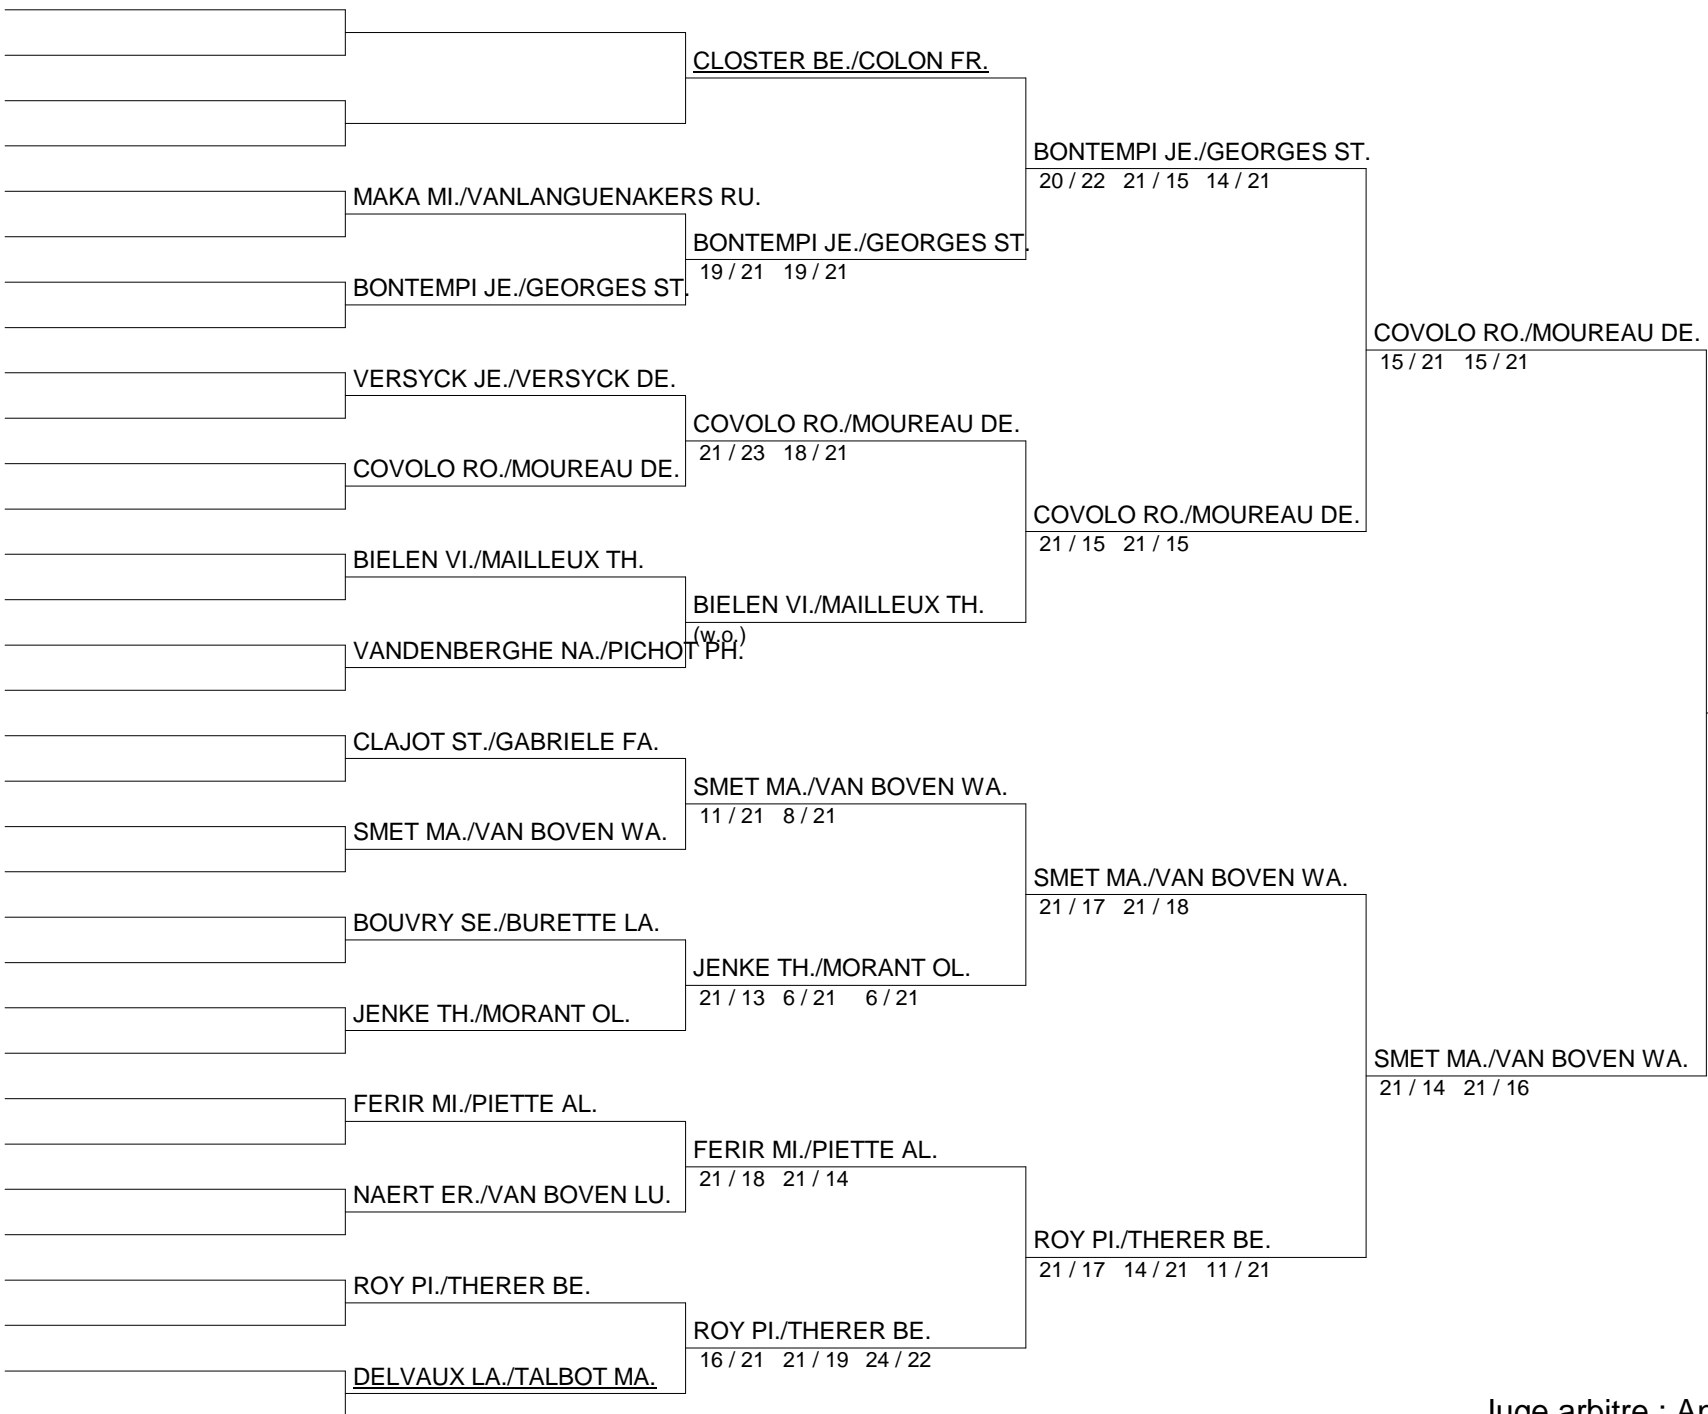 CLOSTER BE./COLON FR.
BONTEMPI JE./GEORGES ST.
20 / 22 21 / 15 14 / 21
MAKA MI./VANLANGUENAKERS RU.
BONTEMPI JE./GEORGES ST.
19 / 21 19 / 21
BONTEMPI JE./GEORGES ST.
COVOLO RO./MOUREAU DE.
15 / 21 15 / 21
VERSYCK JE./VERSYCK DE.
COVOLO RO./MOUREAU DE.
21 / 23 18 / 21
COVOLO RO./MOUREAU DE.
COVOLO RO./MOUREAU DE.
21 / 15 21 / 15
BIELEN VI./MAILLEUX TH.
BIELEN VI./MAILLEUX TH.
(w.o.)
VANDENBERGHE NA./PICHOT PH.
CLAJOT ST./GABRIELE FA.
SMET MA./VAN BOVEN WA.
11 / 21 8 / 21
SMET MA./VAN BOVEN WA.
SMET MA./VAN BOVEN WA.
21 / 17 21 / 18
BOUVRY SE./BURETTE LA.
JENKE TH./MORANT OL.
21 / 13 6 / 21 6 / 21
JENKE TH./MORANT OL.
SMET MA./VAN BOVEN WA.
21 / 14 21 / 16
FERIR MI./PIETTE AL.
FERIR MI./PIETTE AL.
21 / 18 21 / 14
NAERT ER./VAN BOVEN LU.
ROY PI./THERER BE.
21 / 17 14 / 21 11 / 21
ROY PI./THERER BE.
ROY PI./THERER BE.
16 / 21 21 / 19 24 / 22
DELVAUX LA./TALBOT MA.
Juge arbitre :